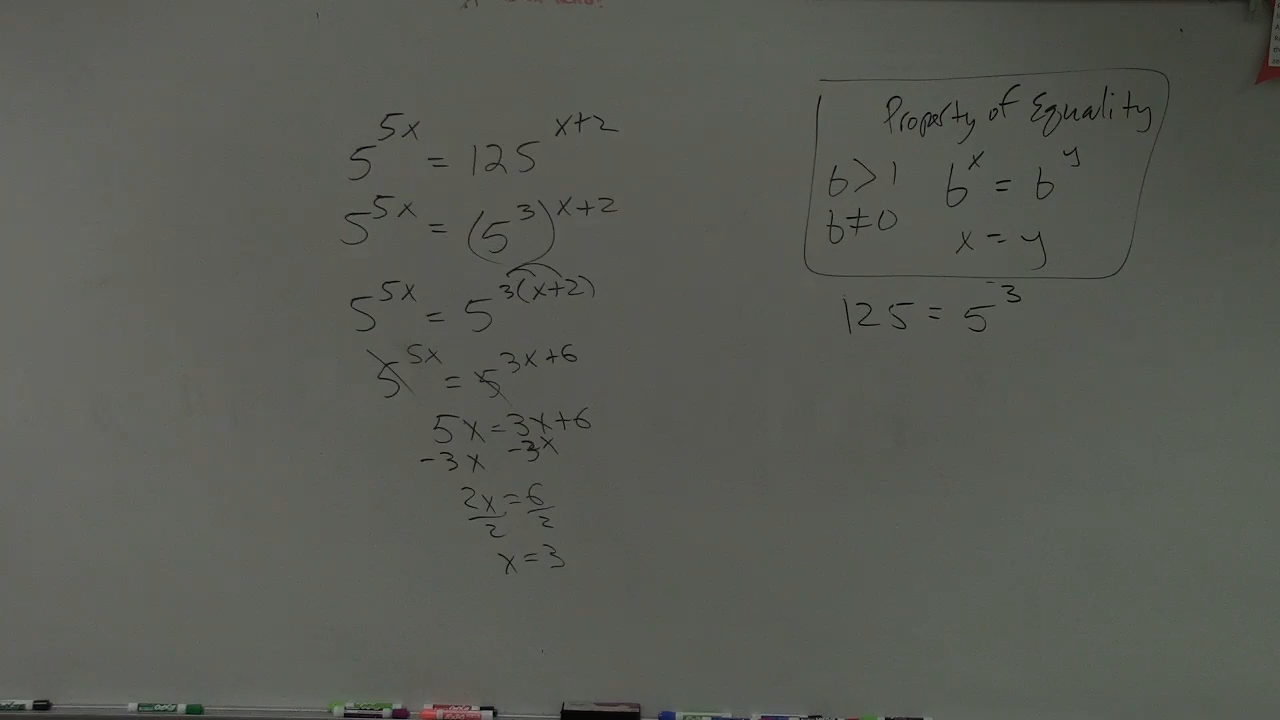 5^{5x} = 125^{x+2}
5^{5x} = (5^3)^{x+2}
5^{5x} = 5^{3(x+2)}
5^{5x} = 5^{3x+6}
5x = 3x+6
-3x -3x
2x/2 = 6/2
x = 3
Property of Equality
b > 1 b^x = b^y
b ≠ 0 x = y
125 = 5^3